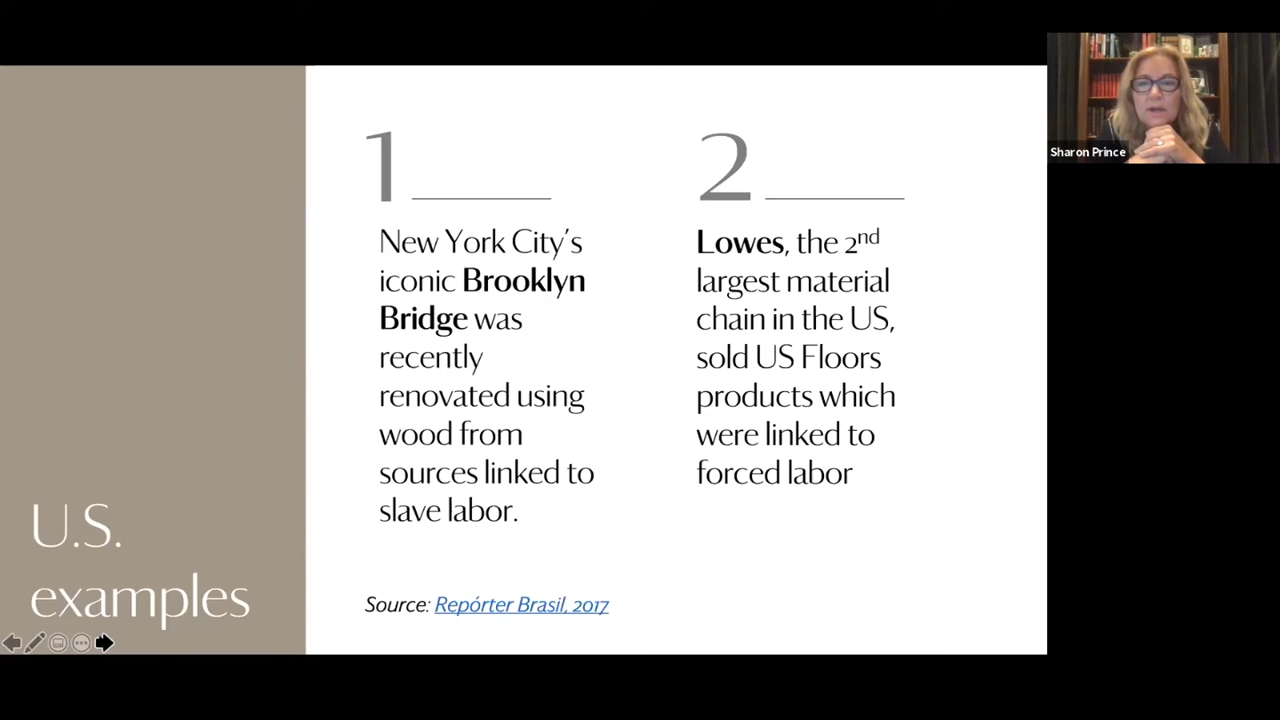 1
New York City's
iconic Brooklyn
Bridge was
recently
renovated using
wood from
sources linked to
slave labor.
2
Lowes, the 2nd
largest material
chain in the US,
sold US Floors
products which
were linked to
forced labor
Source: Repórter Brasil, 2017
U.S.
examples
Sharon Prince